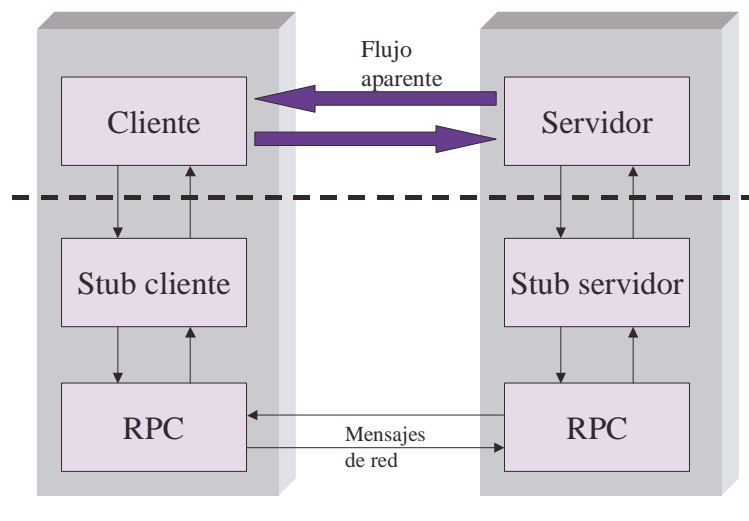 Flujo
aparente
Cliente
Servidor
Stub cliente
Stub servidor
RPC
Mensajes
de red
RPC